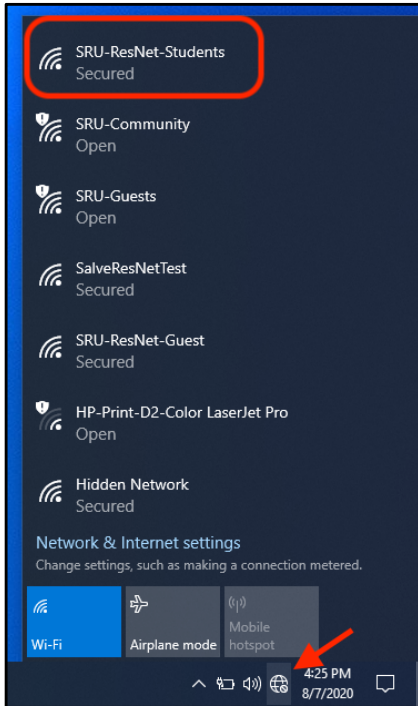 SRU-ResNet-Students
Secured
SRU-Community
Open
SRU-Guests
Open
SalveResNetTest
Secured
SRU-ResNet-Guest
Secured
HP-Print-D2-Color LaserJet Pro
Open
Hidden Network
Secured
Network & Internet settings
Change settings, such as making a connection metered.
Wi-Fi
Airplane mode
Mobile
hotspot
4:25 PM
8/7/2020